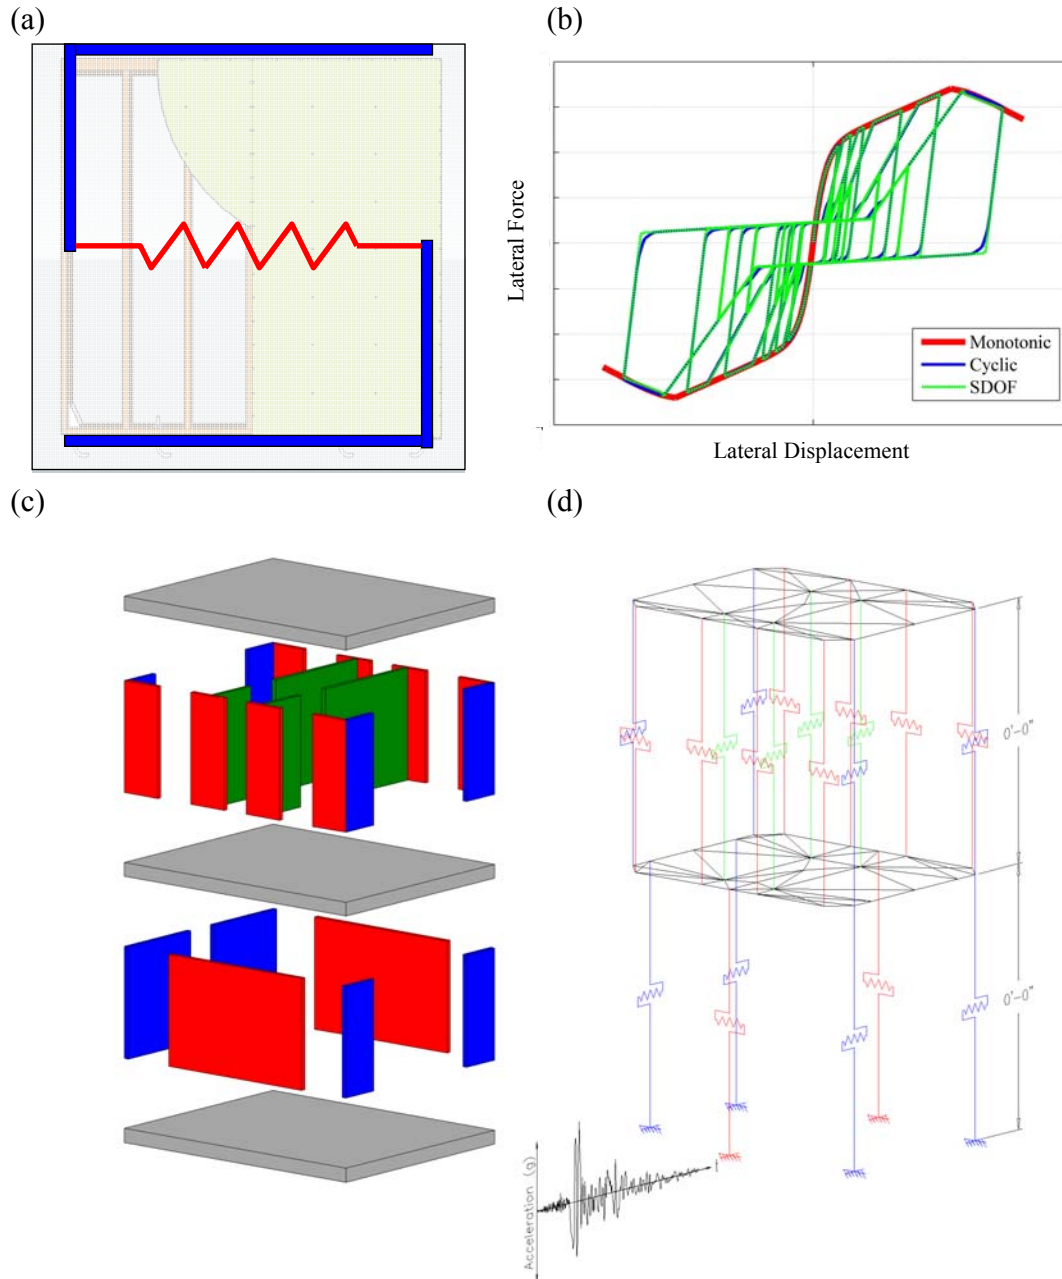 (a)
(b)
Lateral Force
Monotonic
Cyclic
SDOF
Lateral Displacement
(c)
(d)
0'-0"
0'-0"
Acceleration (g)
t